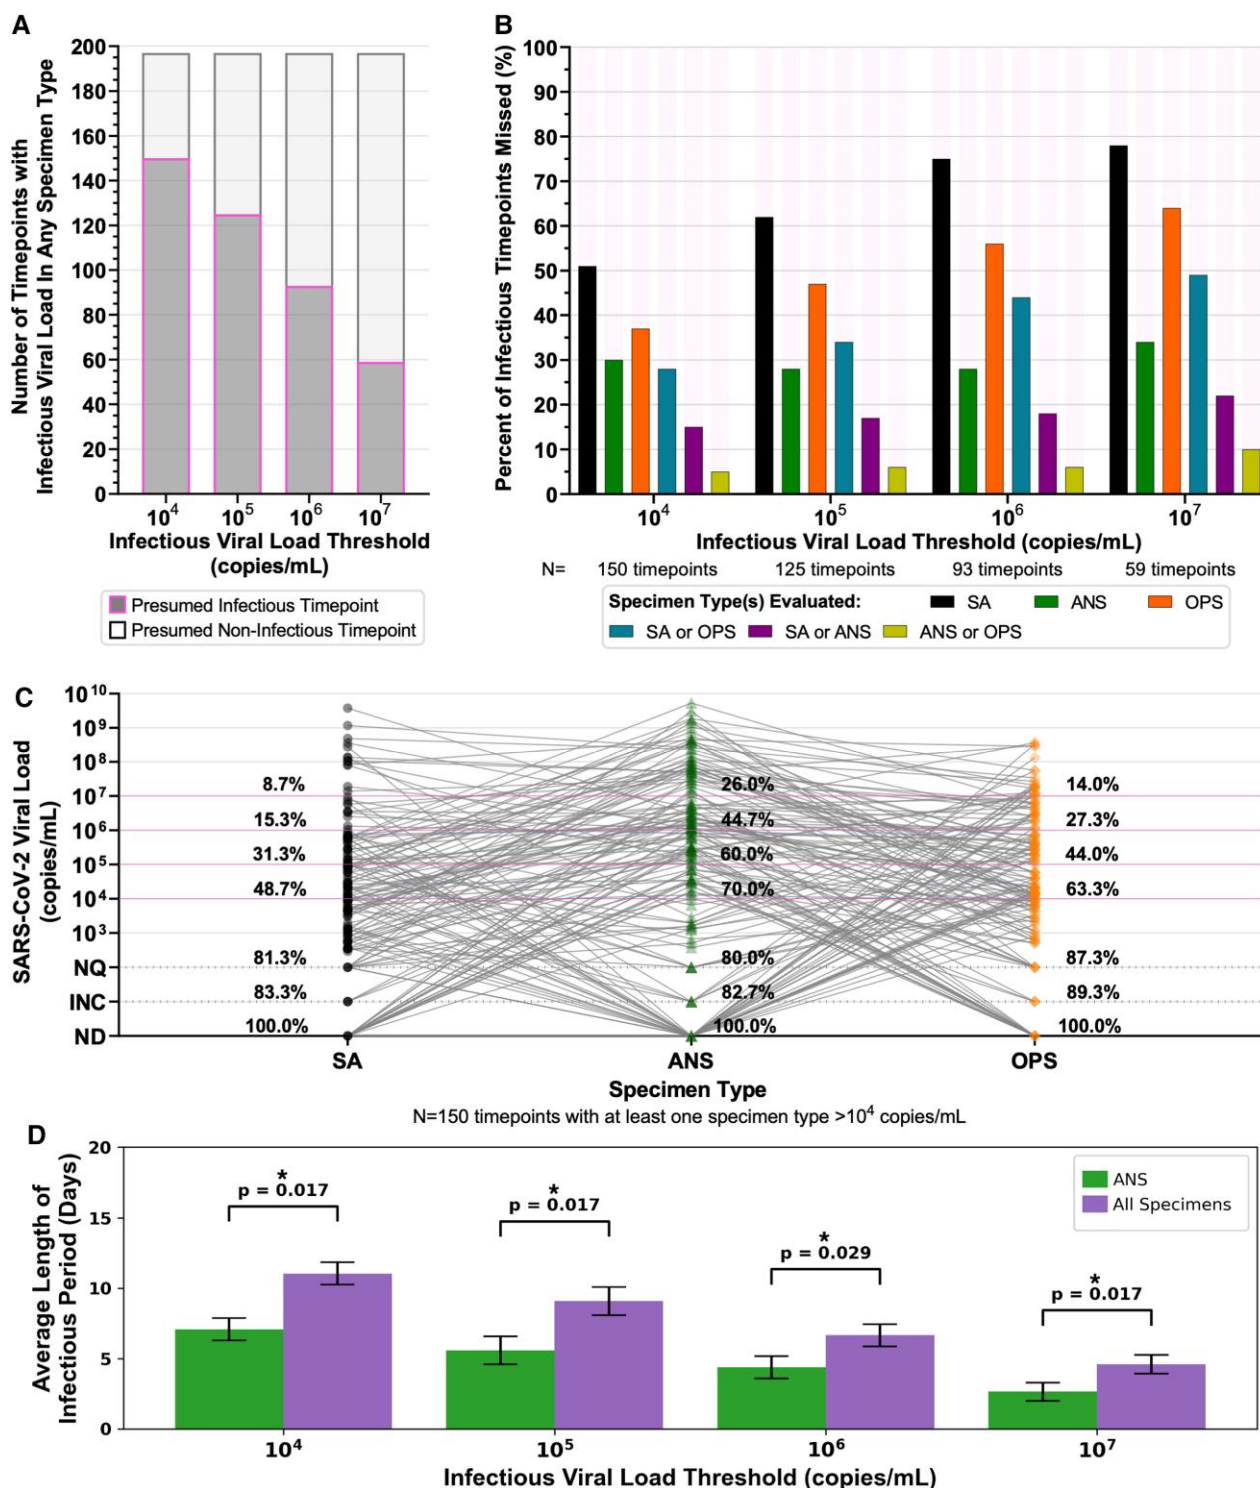 A
Number of Timepoints with
Infectious Viral Load In Any Specimen Type
200
180
160
140
120
100
80
60
40
20
0
10^4 10^5 10^6 10^7
Infectious Viral Load Threshold
(copies/mL)
Presumed Infectious Timepoint
Presumed Non-Infectious Timepoint
B
Percent of Infectious Timepoints Missed (%)
100
90
80
70
60
50
40
30
20
10
0
10^4 10^5 10^6 10^7
Infectious Viral Load Threshold (copies/mL)
N= 150 timepoints 125 timepoints 93 timepoints 59 timepoints
Specimen Type(s) Evaluated: SA ANS OPS
SA or OPS SA or ANS ANS or OPS
C
SARS-CoV-2 Viral Load
(copies/mL)
10^10
10^9
10^8
8.7% 26.0% 14.0%
10^7
15.3% 44.7% 27.3%
10^6
31.3% 60.0% 44.0%
10^5
48.7% 70.0% 63.3%
10^4
10^3
81.3% 80.0% 87.3%
NQ
83.3% 82.7% 89.3%
INC
100.0% 100.0% 100.0%
ND
SA ANS OPS
Specimen Type
N=150 timepoints with at least one specimen type >10^4 copies/mL
D
Average Length of
Infectious Period (Days)
20
15
10
5
0
*
p = 0.017
*
p = 0.017
*
p = 0.029
*
p = 0.017
ANS
All Specimens
10^4 10^5 10^6 10^7
Infectious Viral Load Threshold (copies/mL)